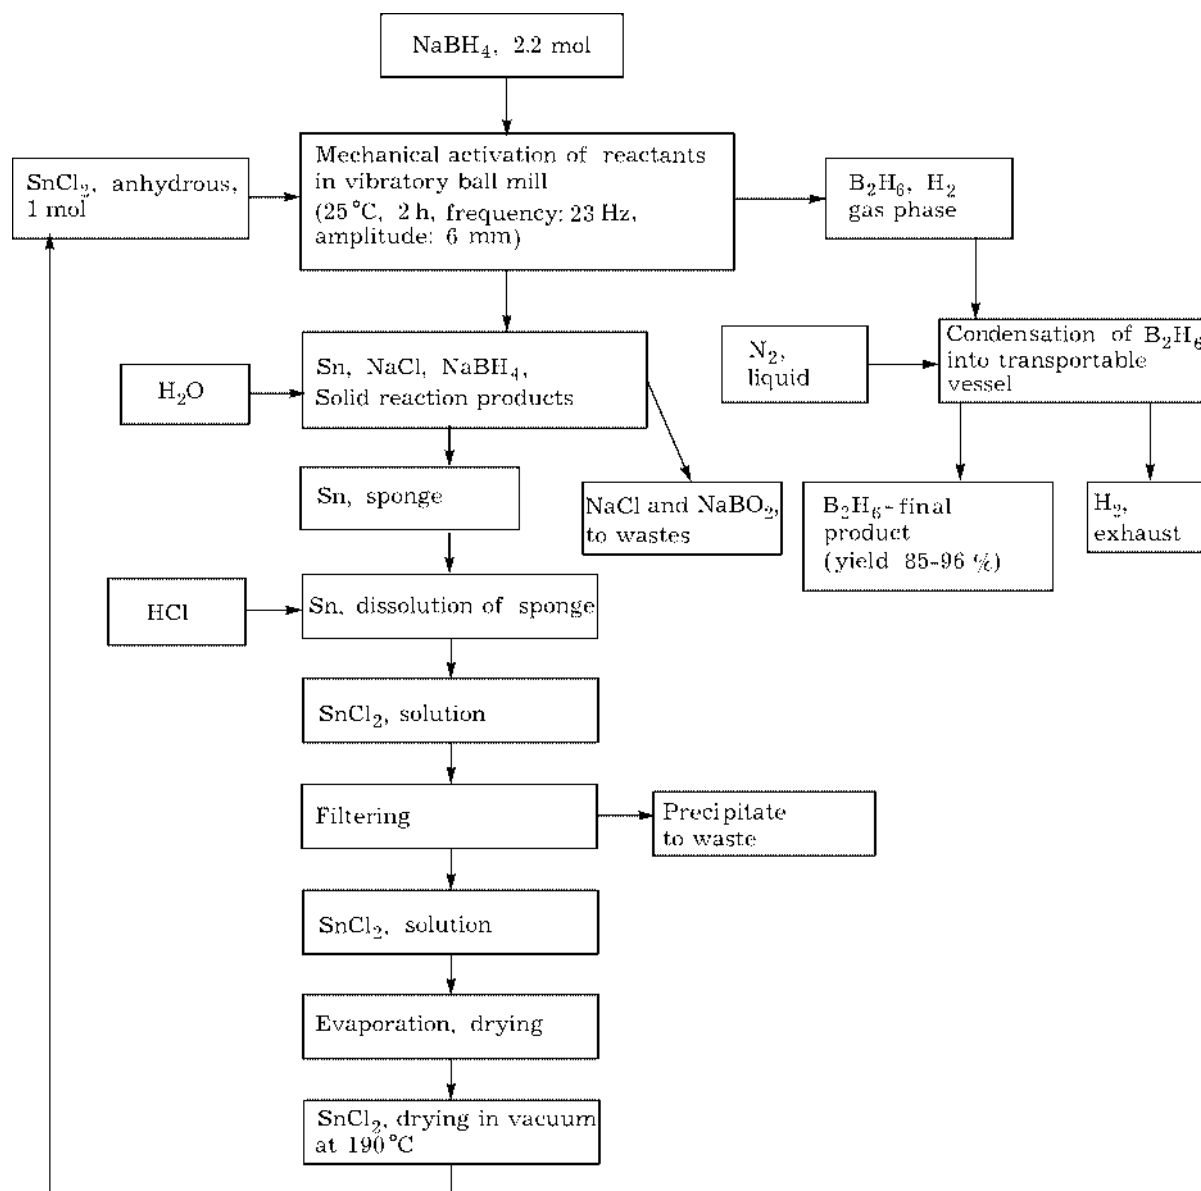 NaBH₄, 2.2 mol
SnCl₂, anhydrous,
1 mol
Mechanical activation of reactants
in vibratory ball mill
(25 °C, 2 h, frequency: 23 Hz,
amplitude: 6 mm)
B₂H₆, H₂
gas phase
H₂O
Sn, NaCl, NaBH₄,
Solid reaction products
N₂,
liquid
Condensation of B₂H₆
into transportable
vessel
Sn, sponge
NaCl and NaBO₂,
to wastes
B₂H₆-final
product
(yield 85-96 %)
H₂,
exhaust
HCl
Sn, dissolution of sponge
SnCl₂, solution
Filtering
Precipitate
to waste
SnCl₂, solution
Evaporation, drying
SnCl₂, drying in vacuum
at 190 °C